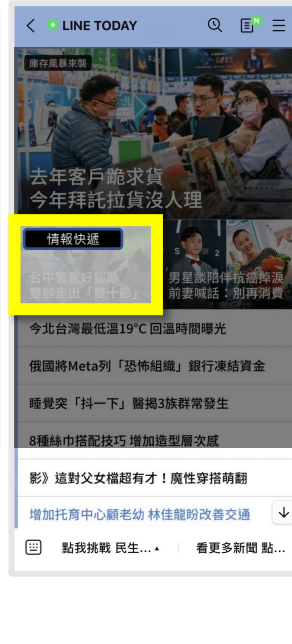 LINE TODAY
N
庫存風暴來襲
去年客戶跪求貨
今年拜託拉貨沒人理
情報快遞
台中警官好腳勤
雙腳走出「雙十節」
男星談陪伴抗癌掉淚
前妻喊話：別再消費
今北台灣最低溫19°C 回溫時間曝光
俄國將Meta列「恐怖組織」銀行凍結資金
睡覺突「抖一下」醫揭3族群常發生
8種絲巾搭配技巧 增加造型層次感
影》這對父女檔超有才！魔性穿搭萌翻
增加托育中心顧老幼 林佳龍盼改善交通
點我挑戰 民生...
看更多新聞 點...